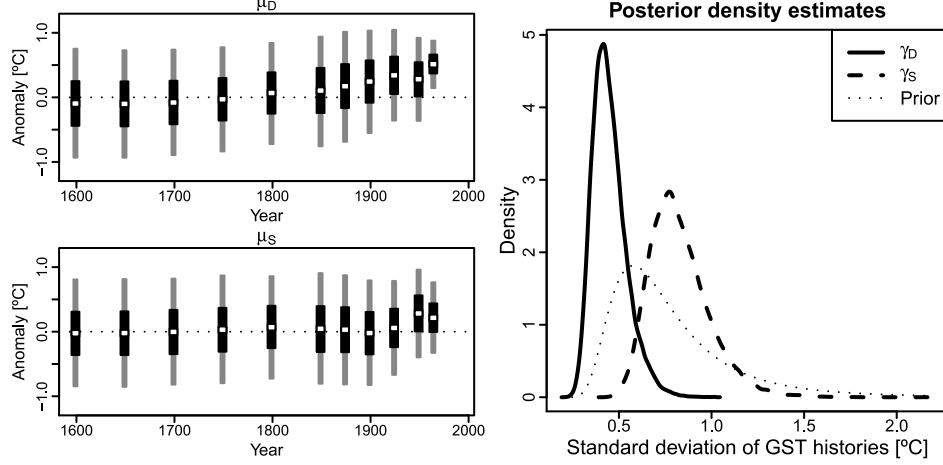 μD
Anomaly [ºC]
1.0
0.0
−1.0
1600
1700
1800
1900
2000
Year
μS
Anomaly [ºC]
1.0
0.0
−1.0
1600
1700
1800
1900
2000
Year
Posterior density estimates
Density
5
4
3
2
1
0
γD
γS
Prior
0.5
1.0
1.5
2.0
Standard deviation of GST histories [ºC]